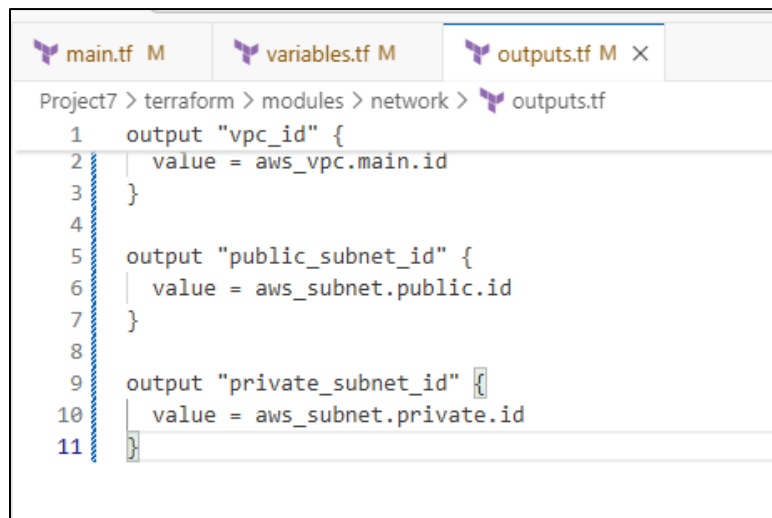 main.tf M
variables.tf M
outputs.tf M
Project7 > terraform > modules > network > outputs.tf
1 output "vpc_id" {
2 value = aws_vpc.main.id
3 }
4
5 output "public_subnet_id" {
6 value = aws_subnet.public.id
7 }
8
9 output "private_subnet_id" {
10 value = aws_subnet.private.id
11 }